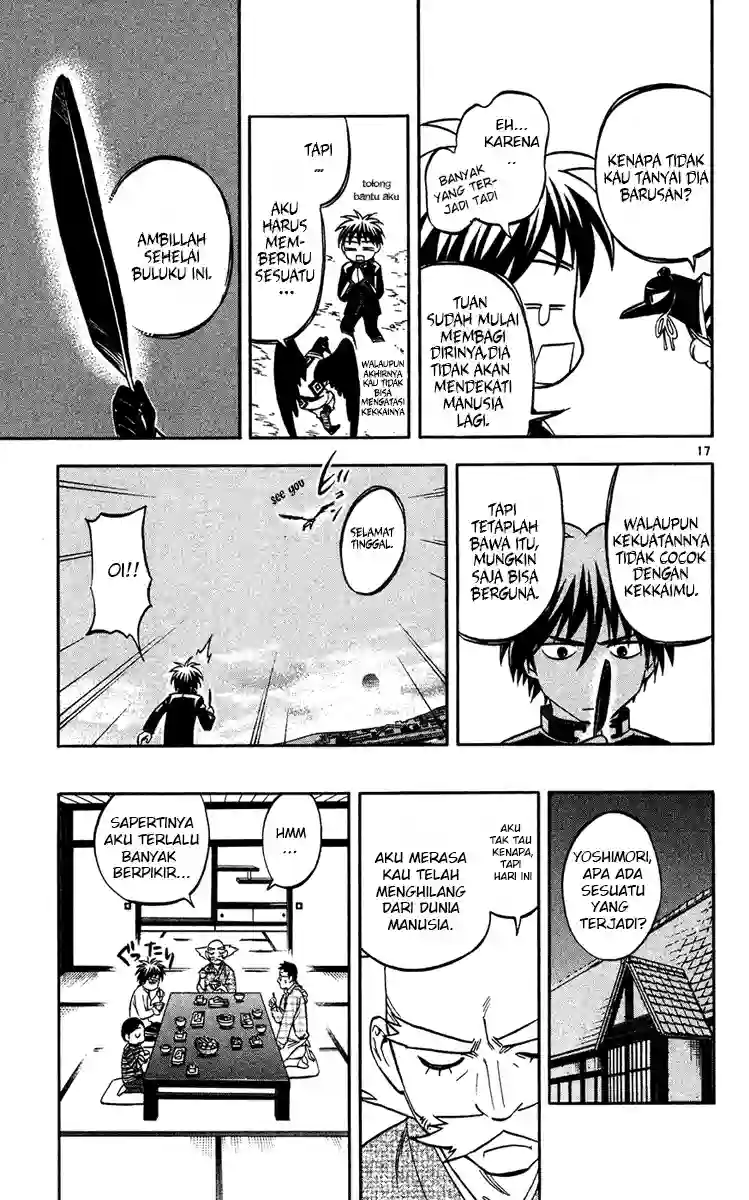 KENAPA TIDAK
KAU TANYAI DIA
BARUSAN?
EH...
KARENA
..
BANYAK
YANG TER-
JADI TADI
TUAN
SUDAH MULAI
MEMBAGI
DIRINYA,DIA
TIDAK AKAN
MENDEKATI
MANUSIA
LAGI.
TAPI
...
tolong
bantu aku
AKU
HARUS
MEM-
BERIMU
SESUATU
...
WALAUPUN
AKHIRNYA
KAU TIDAK
BISA
MENGATASI
KEKKAINYA
AMBILLAH
SEHELAI
BULUKU INI.
17
WALAUPUN
KEKUATANNYA
TIDAK COCOK
DENGAN
KEKKAIMU.
TAPI
TETAPLAH
BAWA ITU,
MUNGKIN
SAJA BISA
BERGUNA.
see you
SELAMAT
TINGGAL.
OI!!
YOSHIMORI,
APA ADA
SESUATU
YANG
TERJADI?
AKU
TAK TAU
KENAPA,
TAPI
HARI INI
AKU MERASA
KAU TELAH
MENGHILANG
DARI DUNIA
MANUSIA.
HMM
...
SAPERTINYA
AKU TERLALU
BANYAK
BERPIKIR...
ぐったり